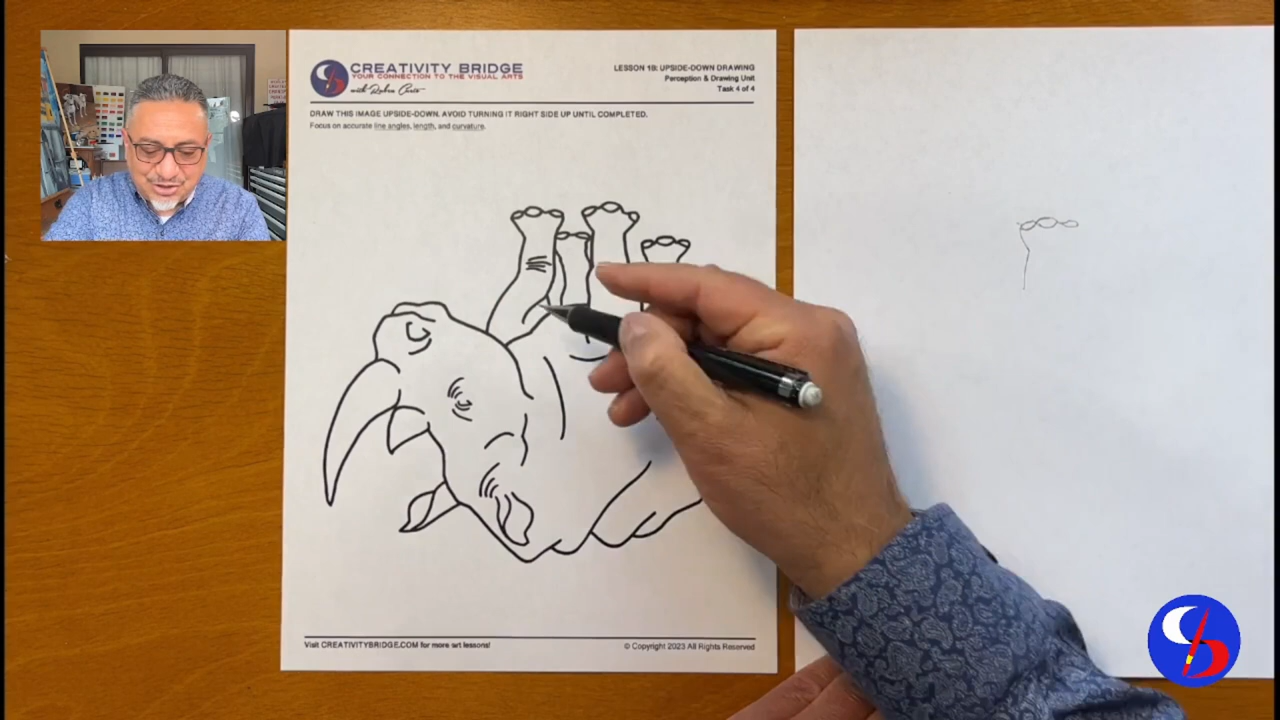 CREATIVITY BRIDGE
YOUR CONNECTION TO THE VISUAL ARTS
LESSON 1B: UPSIDE-DOWN DRAWING
Perception & Drawing Unit
Task 4 of 4
DRAW THIS IMAGE UPSIDE-DOWN. AVOID TURNING IT RIGHT SIDE UP UNTIL COMPLETED.
Focus on accurate line angles, length, and curvature.
Visit CREATIVITYBRIDGE.COM for more art lessons!
© Copyright 2023 All Rights Reserved